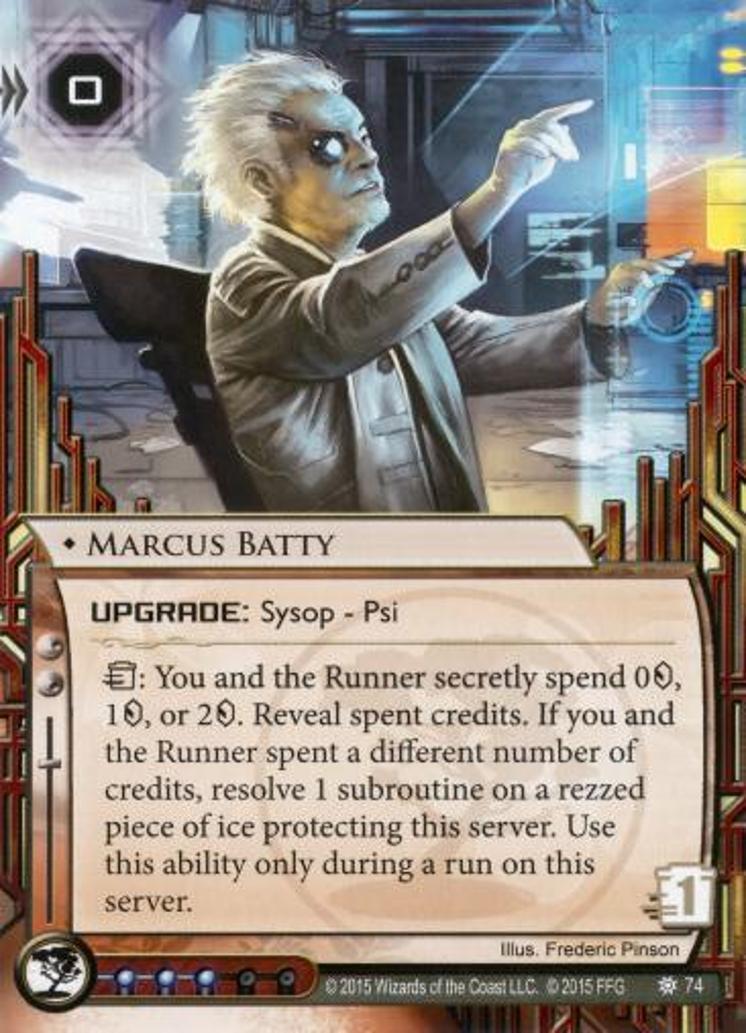 0
◆ MARCUS BATTY
UPGRADE: Sysop - Psi
: You and the Runner secretly spend 0,
1, or 2. Reveal spent credits. If you and
the Runner spent a different number of
credits, resolve 1 subroutine on a rezzed
piece of ice protecting this server. Use
this ability only during a run on this
server.
1
Illus. Frederic Pinson
© 2015 Wizards of the Coast LLC. © 2015 FFG 74